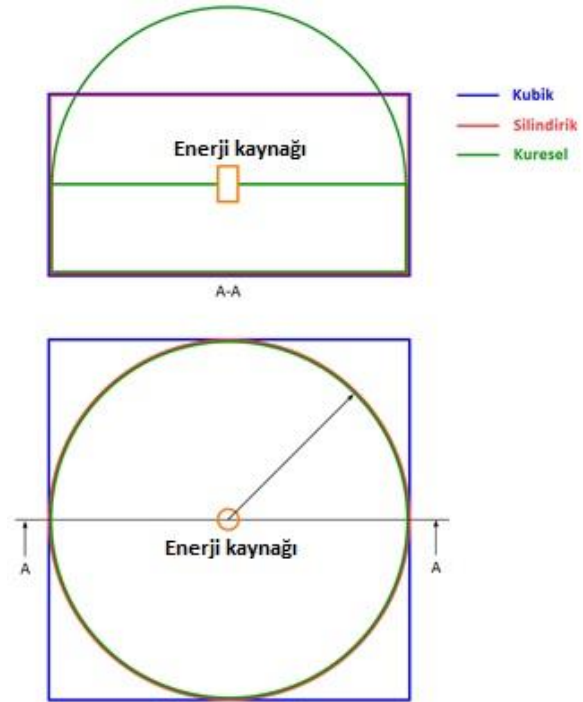 Kubik
Silindirik
Kuresel
Enerji kaynağı
A-A
Enerji kaynağı
A
A